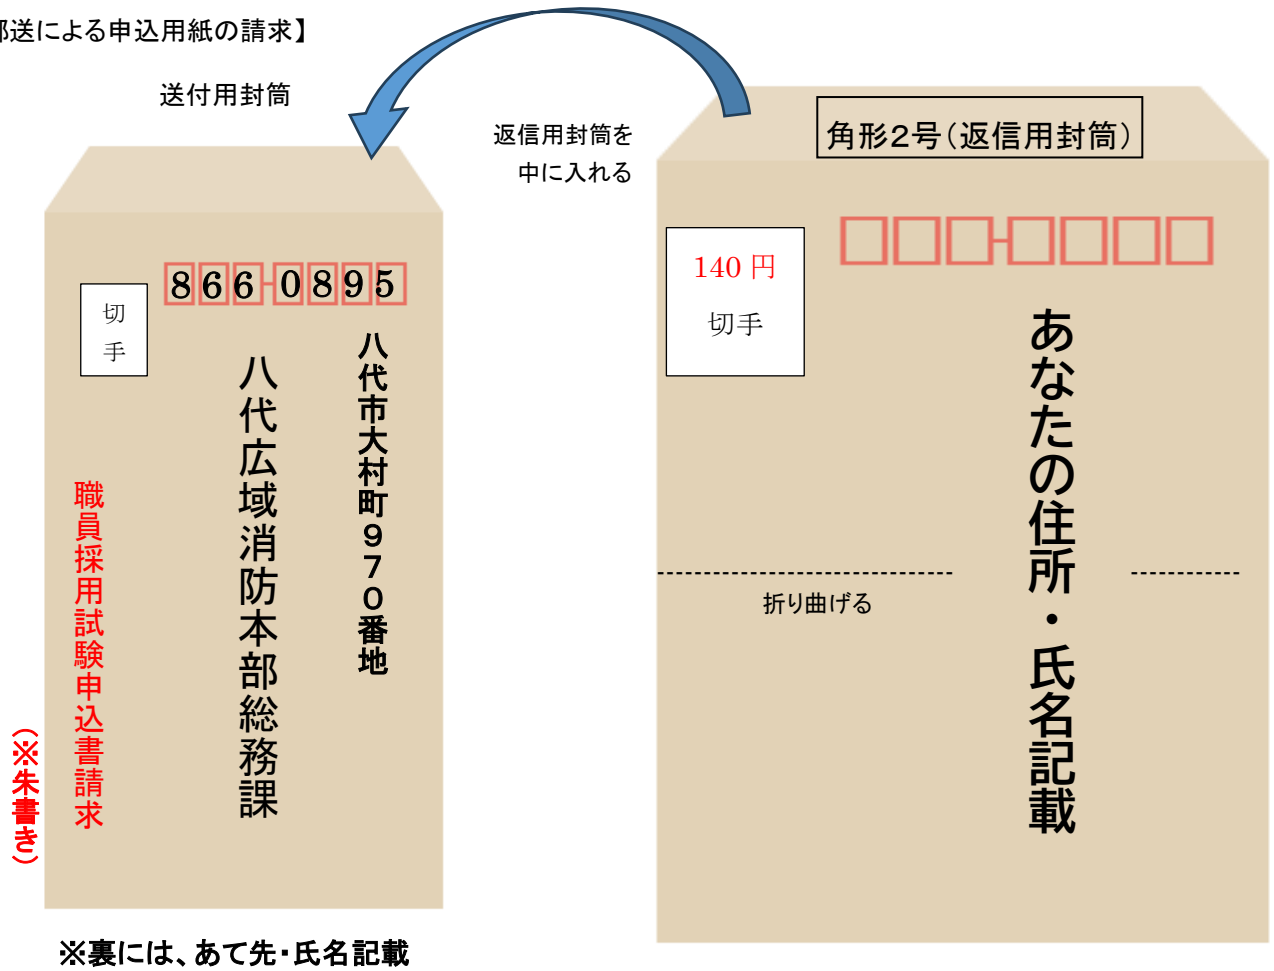 郵送による申込用紙の請求】
送付用封筒
返信用封筒を
中に入れる
角形2号（返信用封筒）
866-0895
切
手
八代市大村町９７０番地
八代広域消防本部総務課
職員採用試験申込書請求
（※朱書き）
※裏には、あて先・氏名記載
140 円
切手
あなたの住所・氏名記載
折り曲げる